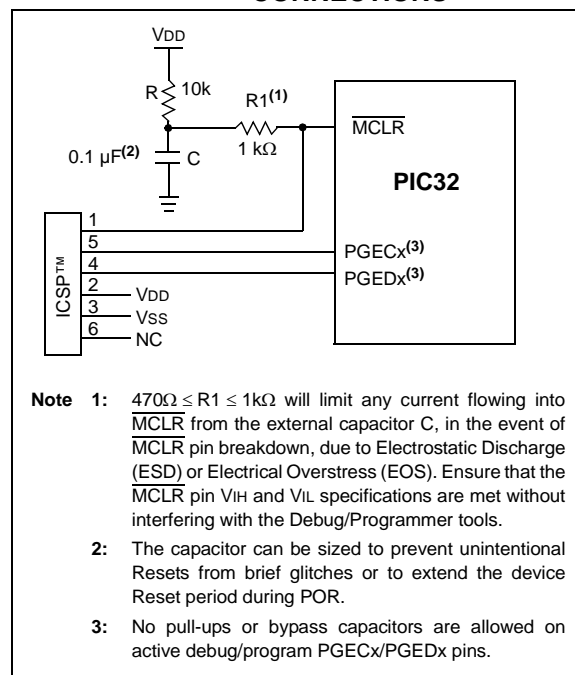 CONNECTIONS
VDD
R 10k
R1(1)
1 kΩ
MCLR
0.1 µF(2)
C
PIC32
ICSP™
1
5
4
2
3
6
PGECx(3)
PGEDx(3)
VDD
VSS
NC
Note 1: 470Ω ≤ R1 ≤ 1kΩ will limit any current flowing into
MCLR from the external capacitor C, in the event of
MCLR pin breakdown, due to Electrostatic Discharge
(ESD) or Electrical Overstress (EOS). Ensure that the
MCLR pin VIH and VIL specifications are met without
interfering with the Debug/Programmer tools.
2: The capacitor can be sized to prevent unintentional
Resets from brief glitches or to extend the device
Reset period during POR.
3: No pull-ups or bypass capacitors are allowed on
active debug/program PGECx/PGEDx pins.